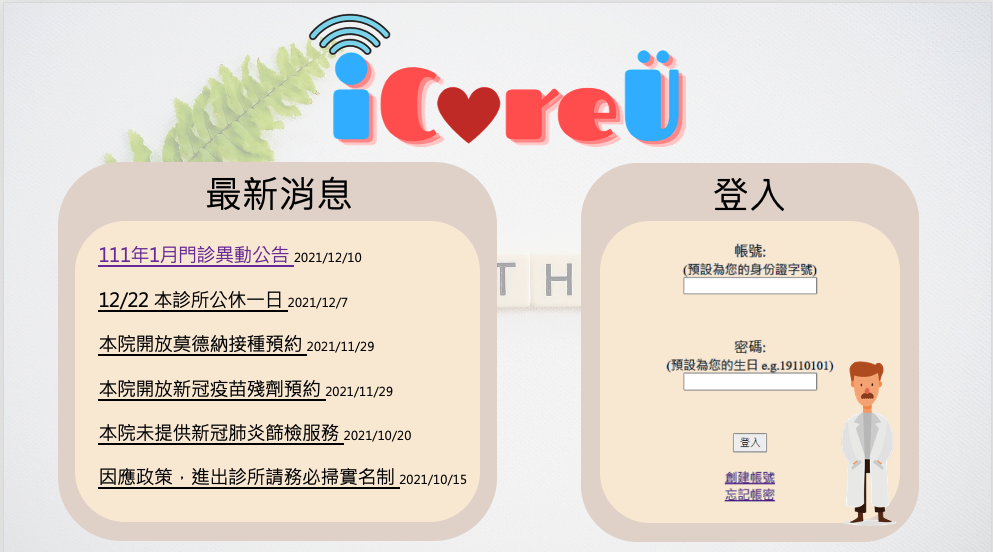 iCareÜ
最新消息
111年1月門診異動公告 2021/12/10
12/22 本診所公休一日 2021/12/7
本院開放莫德納接種預約 2021/11/29
本院開放新冠疫苗殘劑預約 2021/11/29
本院未提供新冠肺炎篩檢服務 2021/10/20
因應政策，進出診所請務必掃實名制 2021/10/15
TH
登入
帳號:
(預設為您的身份證字號)
密碼:
(預設為您的生日 e.g.19110101)
登入
創建帳號
忘記帳密